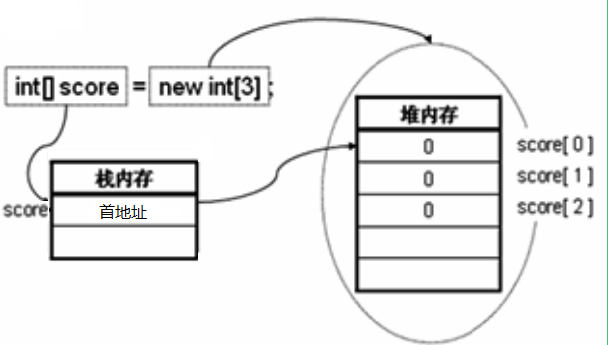 int[] score = new int[3];
堆内存
0 score[ 0 ]
栈内存
0 score[ 1 ]
score 首地址
0 score[ 2 ]